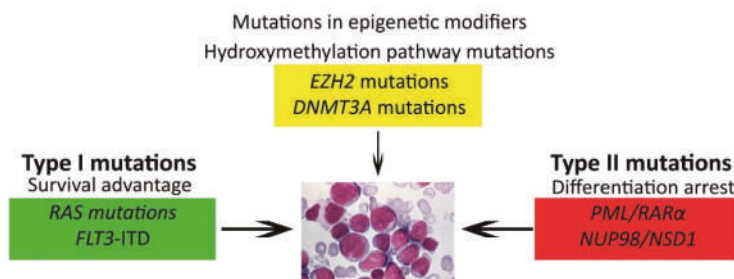 Mutations in epigenetic modifiers
Hydroxymethylation pathway mutations
EZH2 mutations
DNMT3A mutations
Type I mutations
Survival advantage
RAS mutations
FLT3-ITD
Type II mutations
Differentiation arrest
PML/RARα
NUP98/NSD1